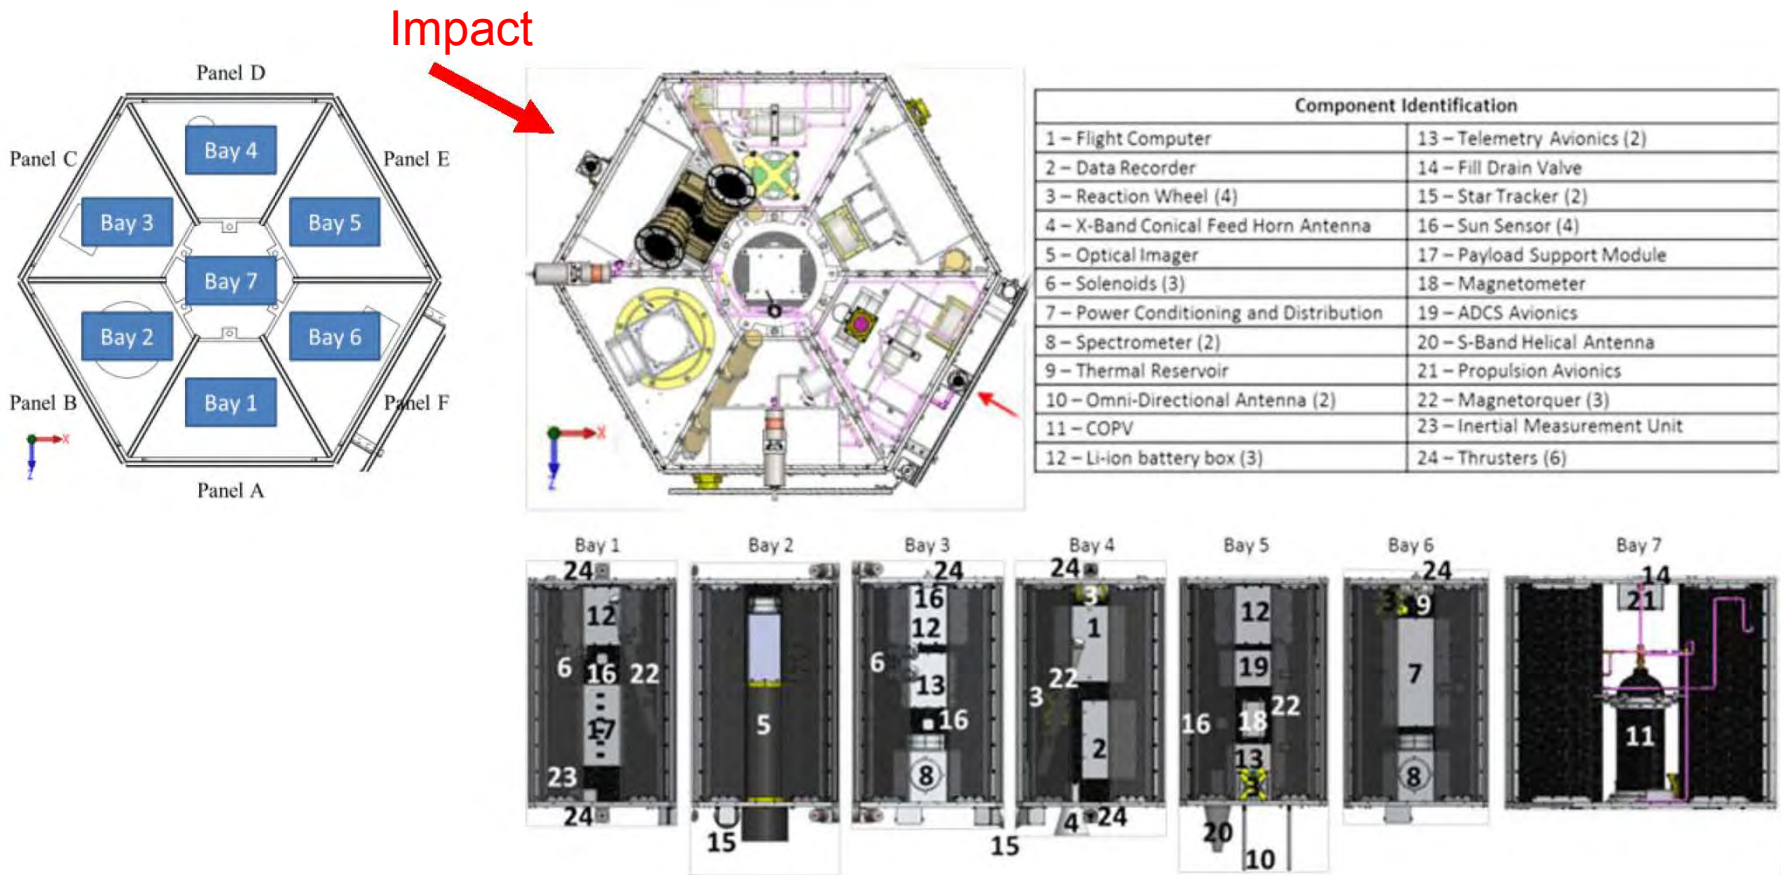 Impact
Panel D
Panel C
Panel E
Bay 4
Bay 3
Bay 5
Bay 7
Bay 2
Bay 6
Bay 1
Panel B
Panel F
Panel A
X
Z
X
Z
Component Identification
1 – Flight Computer
13 – Telemetry Avionics (2)
2 – Data Recorder
14 – Fill Drain Valve
3 – Reaction Wheel (4)
15 – Star Tracker (2)
4 – X-Band Conical Feed Horn Antenna
16 – Sun Sensor (4)
5 – Optical Imager
17 – Payload Support Module
6 – Solenoids (3)
18 – Magnetometer
7 – Power Conditioning and Distribution
19 – ADCS Avionics
8 – Spectrometer (2)
20 – S-Band Helical Antenna
9 – Thermal Reservoir
21 – Propulsion Avionics
10 – Omni-Directional Antenna (2)
22 – Magnetorquer (3)
11 – COPV
23 – Inertial Measurement Unit
12 – Li-ion battery box (3)
24 – Thrusters (6)
Bay 1
24
12
6
16
22
17
23
24
Bay 2
5
15
Bay 3
24
16
12
6
13
16
8
15
Bay 4
24
3
1
22
3
2
4
24
Bay 5
12
19
22
16
18
13
3
20
10
Bay 6
24
3
9
7
8
Bay 7
14
21
11